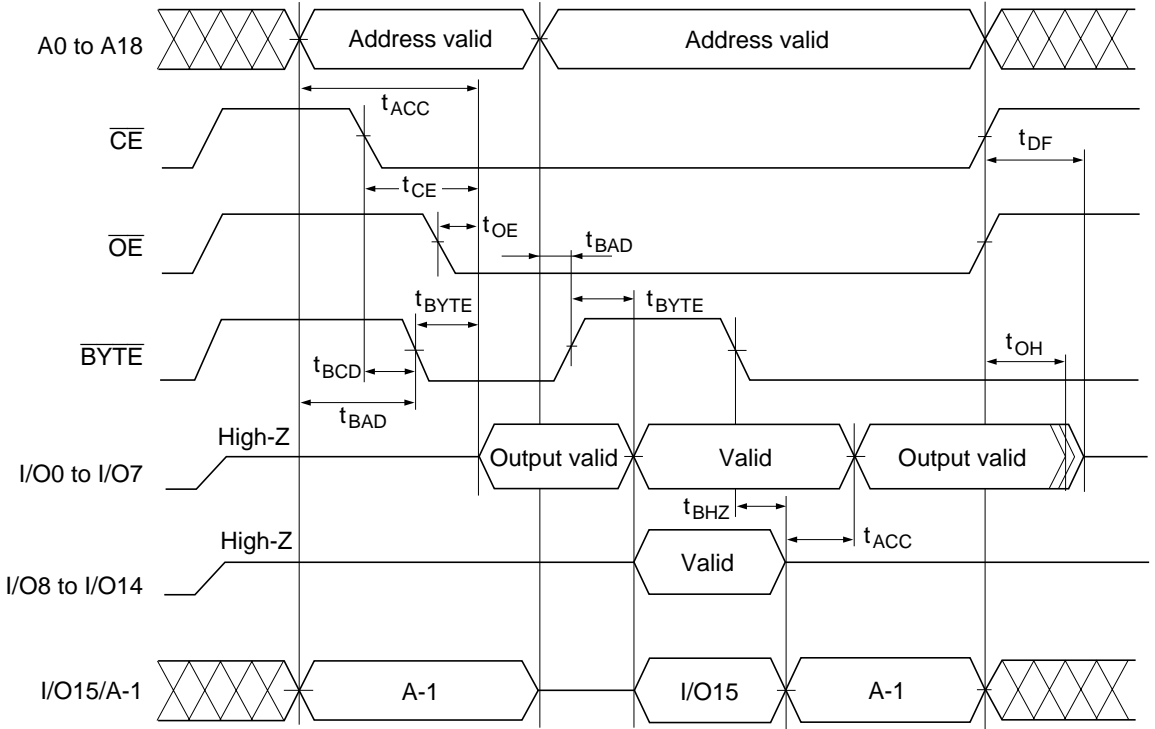 A0 to A18
Address valid
Address valid
tACC
CE
tDF
tCE
OE
tOE
tBAD
BYTE
tBYTE
tBYTE
tBCD
tOH
tBAD
High-Z
I/O0 to I/O7
Output valid
Valid
Output valid
tBHZ
tACC
High-Z
I/O8 to I/O14
Valid
I/O15/A-1
A-1
I/O15
A-1